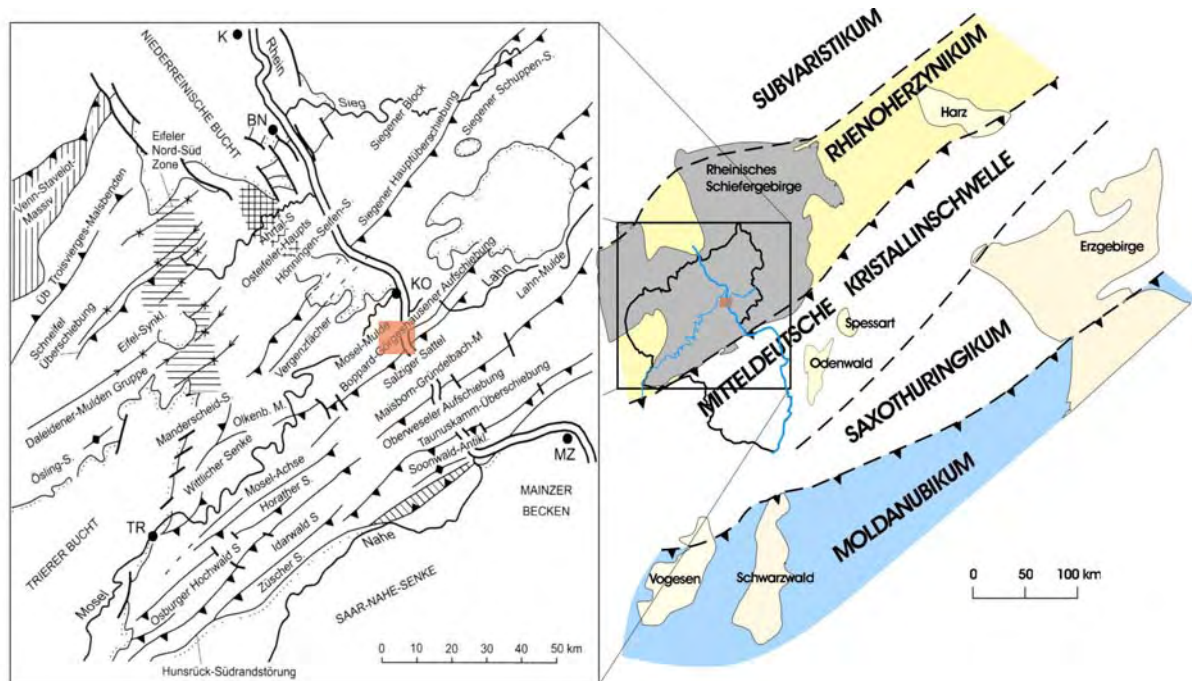 K
Rhein
NIEDERREINISCHE BUCHT
Sieg
BN
Siegener Block
Siegener Schuppen-S.
Siegener Hauptüberschiebung
Eifeler
Nord-Süd
Zone
Venn-Stavelot-
Massiv
Üb Troisvierges-Malsbenden
Ahrtal-S
Osteifeler-Haupts
Hönningen-Seifen-S.
KO
Lahn
Lahn-Mulde
Schneifel
Überschiebung
Eifel-Synkl.
Vergenzfächer
Mosel-Mulde
Salziger Sattel
Maisborn-Gründelbach-M
Oberweseler Aufschiebung
Taunuskamm-Überschiebung
Soonwald-Antikl.
Daleidener-Mulden Gruppe
Manderscheid-S.
Olkenb. M.
Wittlicher Senke
Ösling-S.
Mosel-Achse
Horather S.
MZ
MAINZER
BECKEN
TRIERER BUCHT
TR
Idarwald S
Osburger Hochwald S
Züscher S.
Nahe
Mosel
SAAR-NAHE-SENKE
Hunsrück-Südrandstörung
0 10 20 30 40 50 km
SUBVARISTIKUM
RHENOHERZYNIKUM
Harz
Rheinisches
Schiefergebirge
MITTELDEUTSCHE KRISTALLINSCHWELLE
Erzgebirge
Spessart
Odenwald
SAXOTHURINGIKUM
MOLDANUBIKUM
Vogesen
Schwarzwald
0 50 100 km